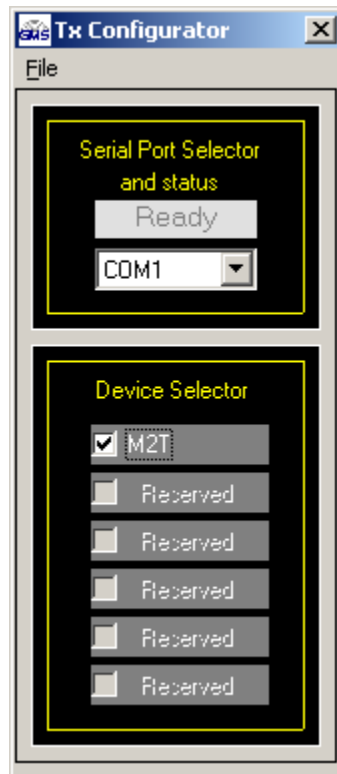 Tx Configurator
File
Serial Port Selector
and status
Ready
COM1
Device Selector
M2T
Reserved
Reserved
Reserved
Reserved
Reserved